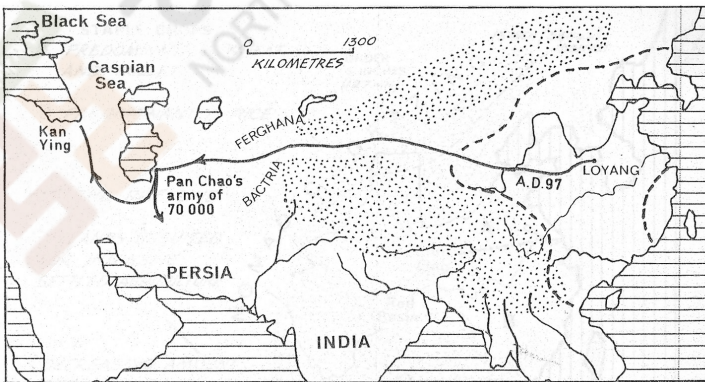 Black Sea
0 1300
KILOMETRES
NORT
Caspian
Sea
Kan
Ying
FERGHANA
BACTRIA
Pan Chao's
army of
70 000
A.D.97
LOYANG
PERSIA
INDIA